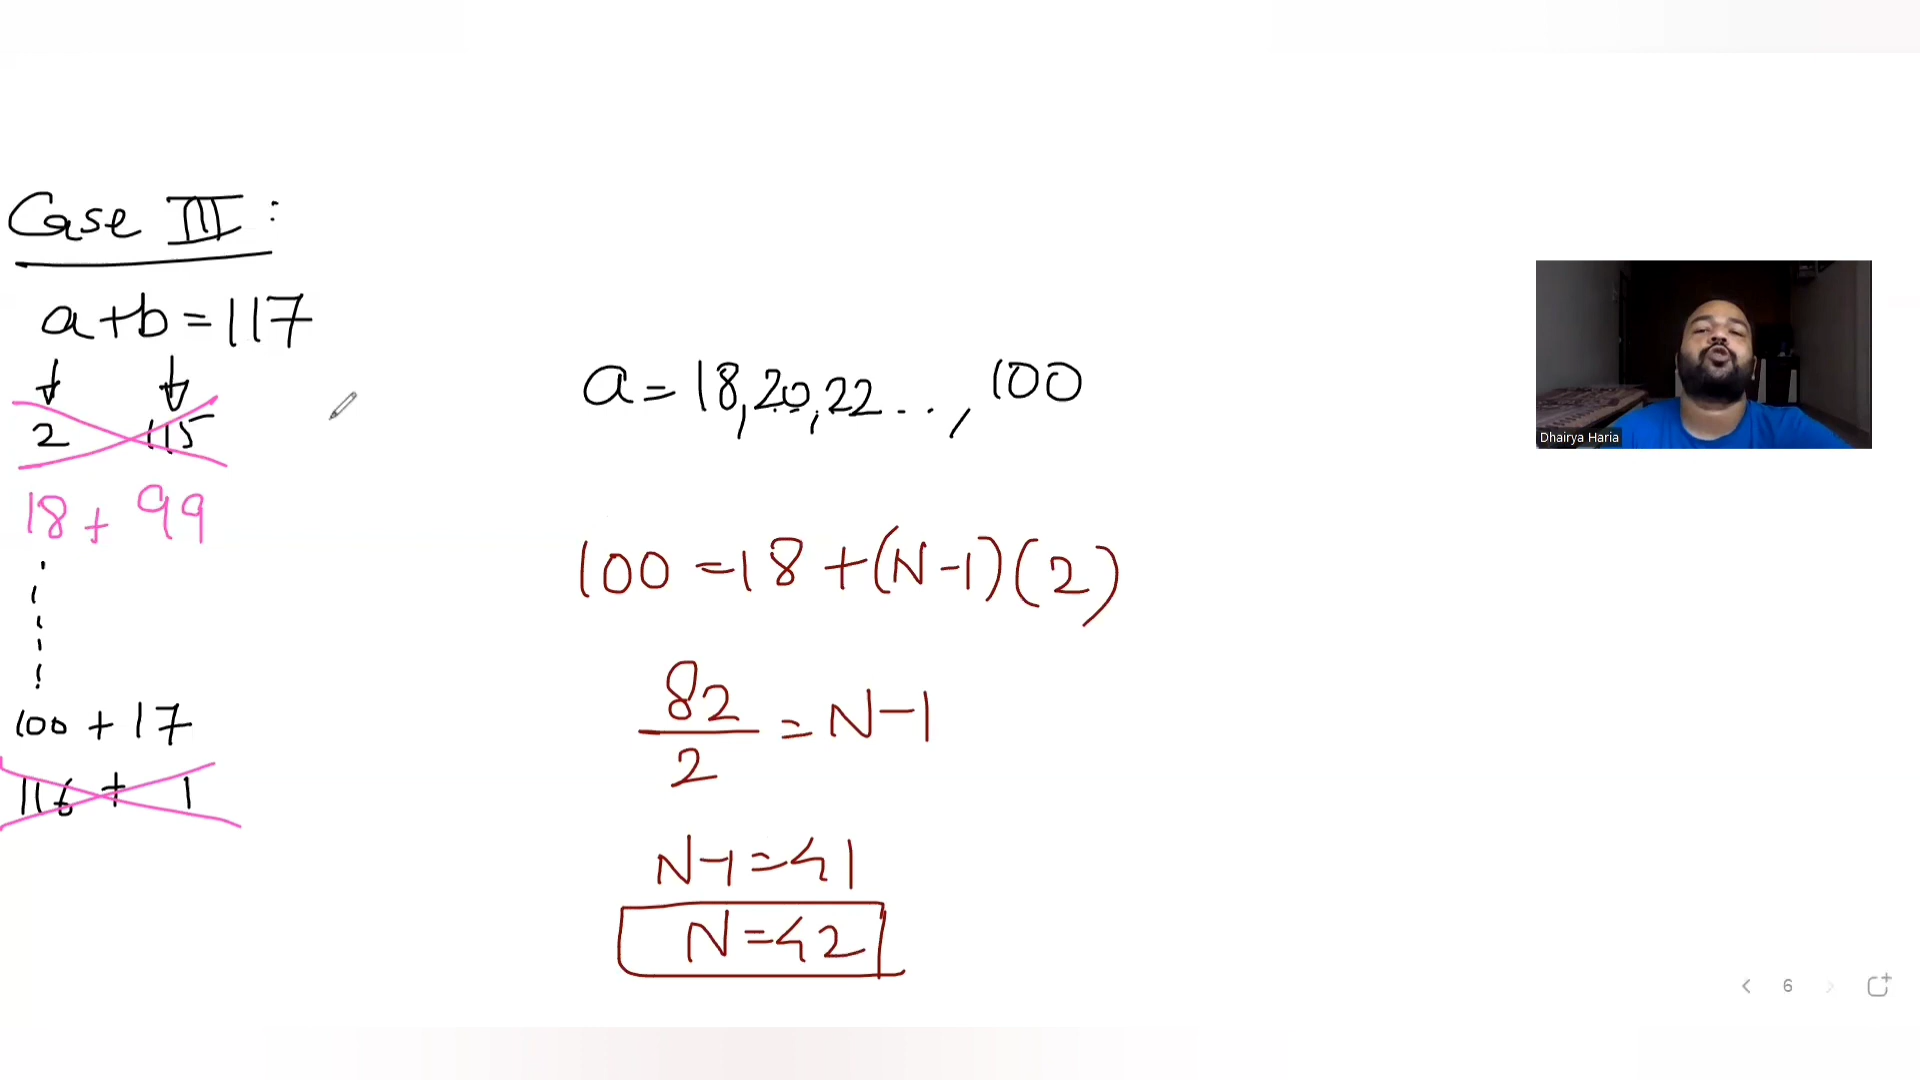 Case III :
a+b=117
2 115
18 + 99
100 + 17
116 + 1
a = 18, 20, 22 . . , 100
100 = 18 + (N-1)(2)
82/2 = N-1
N-1=41
N=42
Dhairya Haria
6